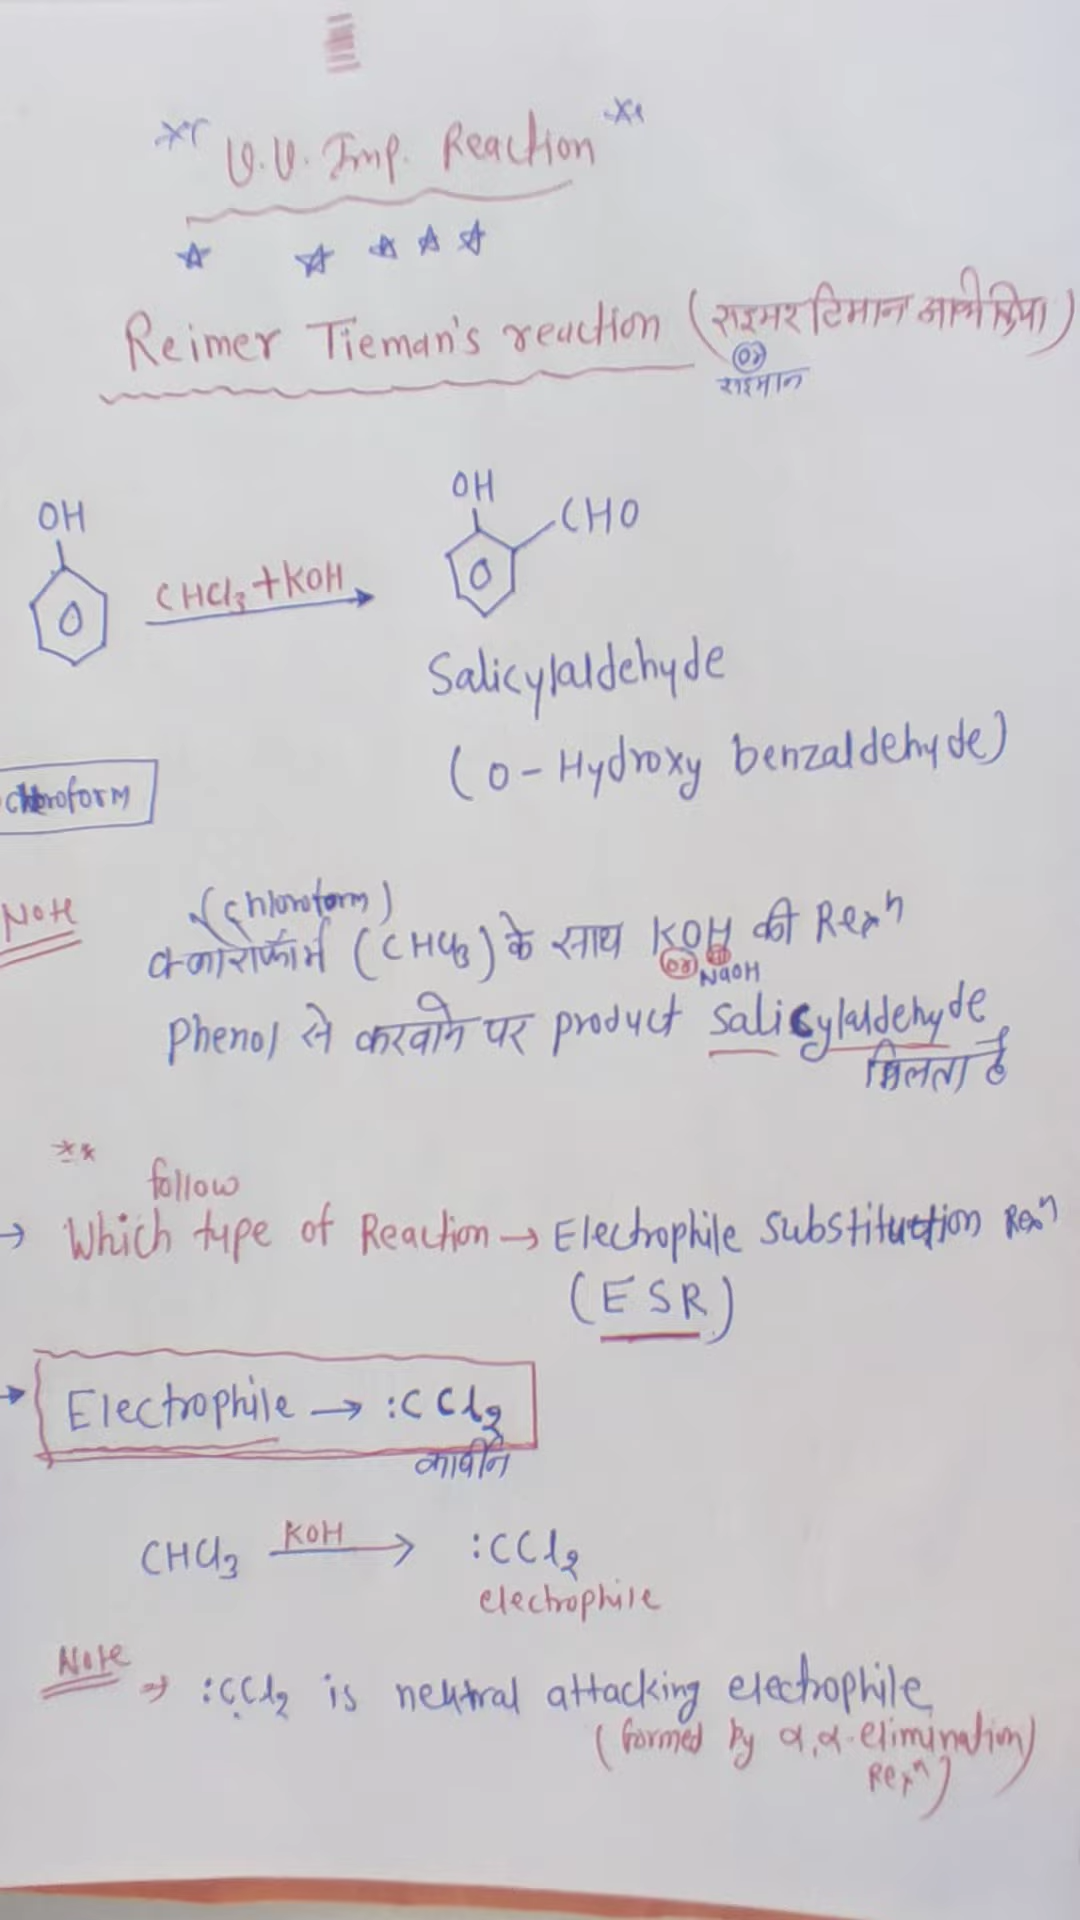 V.V. Imp. Reaction
Reimer Tieman's reaction (राइमर टिमान अभिक्रिया)
(or)
राइमान
OH
OH
CHO
CHCl₃+KOH
Salicylaldehyde
(O-Hydroxy benzaldehyde)
chloroform
Note
(Chloroform)
क्लोरोफॉर्म (CHCl₃) के साथ KOH की Rexⁿ
(or) NaOH
Phenol से करवाने पर product Salicylaldehyde
मिलता है
**
follow
→ Which type of Reaction → Electrophile Substitution Rexⁿ
(ESR)
→ Electrophile → :CCl₂
कार्बीन
CHCl₃ KOH → :CCl₂
electrophile
Note ⇒ :CCl₂ is neutral attacking electrophile
(formed by α,α-elimination)
Rexⁿ)